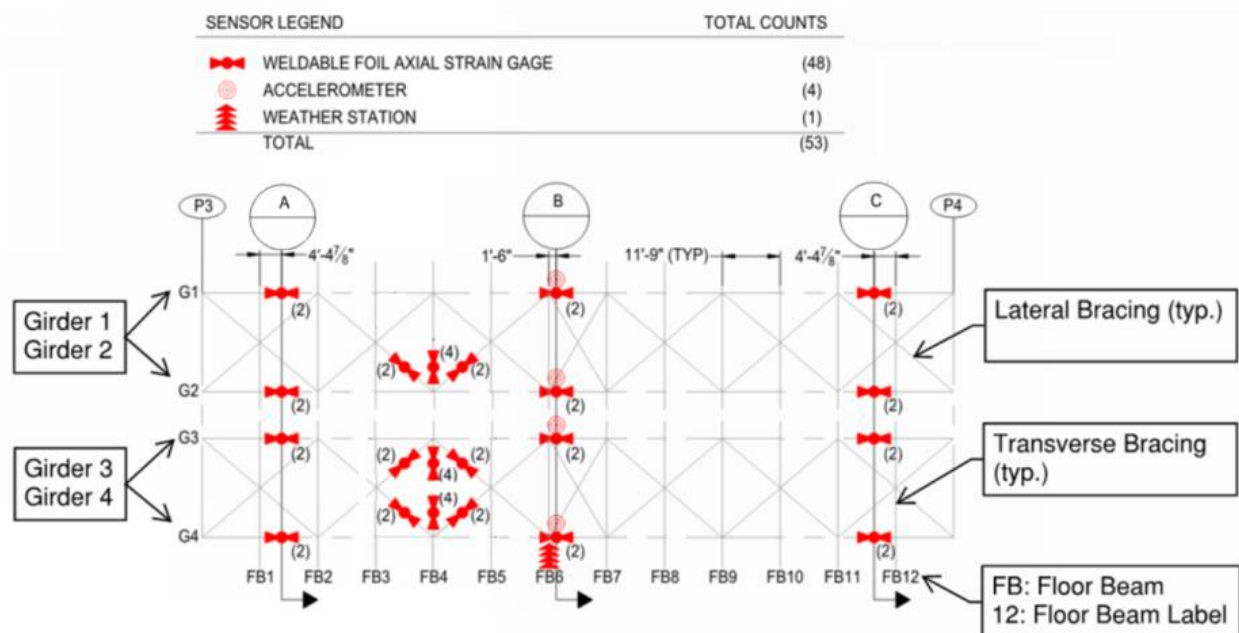 SENSOR LEGEND TOTAL COUNTS
WELDABLE FOIL AXIAL STRAIN GAGE (48)
ACCELEROMETER (4)
WEATHER STATION (1)
TOTAL (53)
P3 A B C P4
4'-4⅞" 1'-6" 11'-9" (TYP) 4'-4⅞"
G1
(2) (2) (2)
Girder 1
Girder 2
Lateral Bracing (typ.)
(4)
(2) (2)
G2
(2) (2) (2)
G3
(2) (2) (2)
Girder 3
Girder 4
Transverse Bracing
(typ.)
(2) (2)
(4)
(4)
(2) (2)
G4
(2) (2) (2)
FB1 FB2 FB3 FB4 FB5 FB6 FB7 FB8 FB9 FB10 FB11 FB12
FB: Floor Beam
12: Floor Beam Label